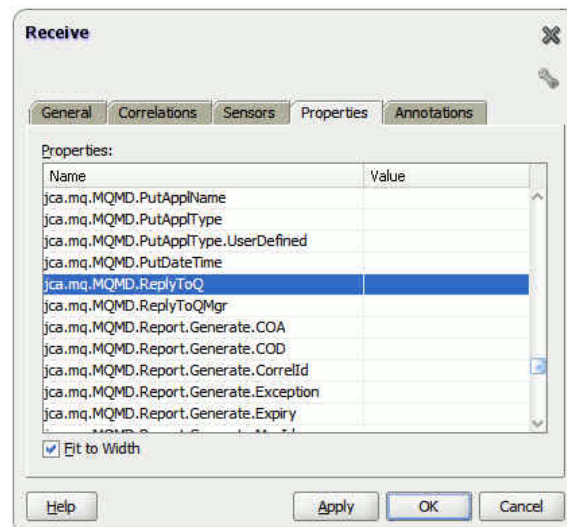 Receive
General Correlations Sensors Properties Annotations
Properties:
Name Value
jca.mq.MQMD.PutApplName
jca.mq.MQMD.PutApplType
jca.mq.MQMD.PutApplType.UserDefined
jca.mq.MQMD.PutDateTime
jca.mq.MQMD.ReplyToQ
jca.mq.MQMD.ReplyToQMgr
jca.mq.MQMD.Report.Generate.COA
jca.mq.MQMD.Report.Generate.COD
jca.mq.MQMD.Report.Generate.CorrelId
jca.mq.MQMD.Report.Generate.Exception
jca.mq.MQMD.Report.Generate.Expiry
Fit to Width
Help Apply OK Cancel